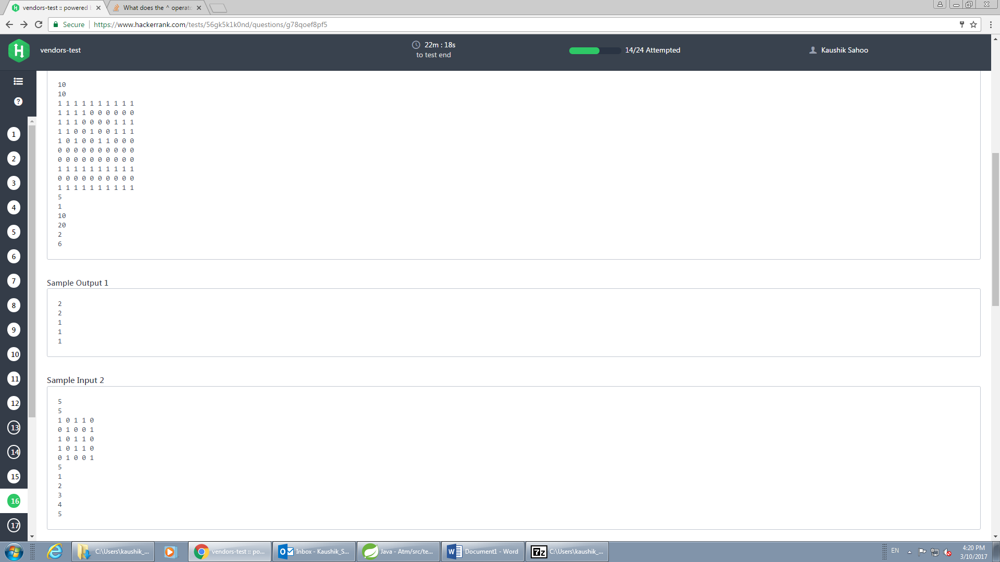 vendors-test :: powered
What does the ^ operat
Secure
https://www.hackerrank.com/tests/56gk5k1k0nd/questions/g78qoef8pf5
vendors-test
22m : 18s
to test end
14/24 Attempted
Kaushik Sahoo
10
10
1 1 1 1 1 1 1 1 1 1
1 1 1 1 0 0 0 0 0 0
1 1 1 0 0 0 0 1 1 1
1 1 0 0 1 0 0 1 1 1
1 0 1 0 0 1 1 0 0 0
0 0 0 0 0 0 0 0 0 0
0 0 0 0 0 0 0 0 0 0
1 1 1 1 1 1 1 1 1 1
0 0 0 0 0 0 0 0 0 0
1 1 1 1 1 1 1 1 1 1
5
1
10
20
2
6
Sample Output 1
2
2
1
1
1
Sample Input 2
5
5
1 0 1 1 0
0 1 0 0 1
1 0 1 1 0
1 0 1 1 0
0 1 0 0 1
5
1
2
3
4
5
?
1
2
3
4
5
6
7
8
9
10
11
12
13
14
15
16
17
C:\Users\kaushik_...
vendors-test :: po...
Inbox - Kaushik_S...
Java - Atm/src/te...
Document1 - Word
7z
C:\Users\kaushik_...
EN
4:20 PM
3/10/2017